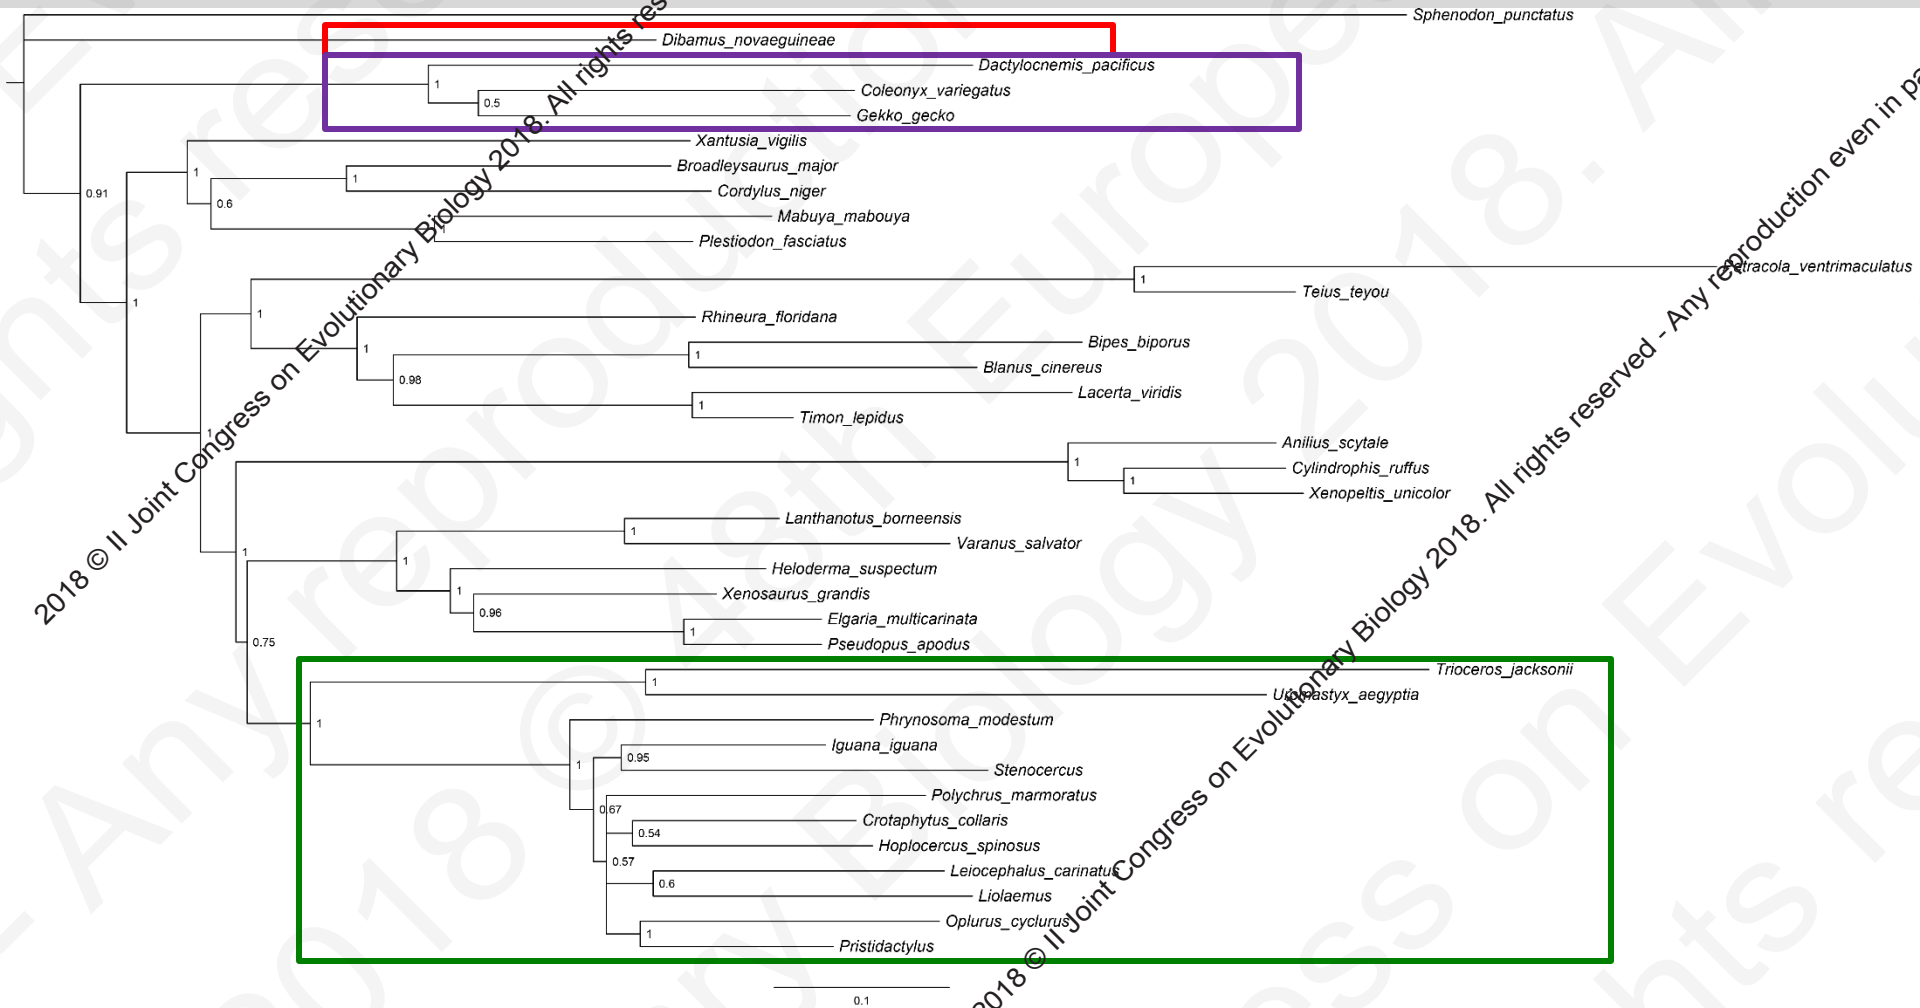 Sphenodon_punctatus
Dibamus_novaeguineae
Dactylocnemis_pacificus
1
Coleonyx_variegatus
0.5
Gekko_gecko
Xantusia_vigilis
Broadleysaurus_major
1
1
Cordylus_niger
0.91
0.6
Mabuya_mabouya
Plestiodon_fasciatus
Petracola_ventrimaculatus
1
Teius_teyou
1
1
Rhineura_floridana
Bipes_biporus
1
1
Blanus_cinereus
0.98
Lacerta_viridis
1
Timon_lepidus
1
Anilius_scytale
1
Cylindrophis_ruffus
1
Xenopeltis_unicolor
Lanthanotus_borneensis
1
Varanus_salvator
1
1
Heloderma_suspectum
1
Xenosaurus_grandis
0.96
Elgaria_multicarinata
1
Pseudopus_apodus
0.75
Trioceros_jacksonii
1
Uromastyx_aegyptia
1
Phrynosoma_modestum
Iguana_iguana
0.95
1
Stenocercus
Polychrus_marmoratus
0.67
Crotaphytus_collaris
0.54
Hoplocercus_spinosus
0.57
Leiocephalus_carinatus
0.6
Liolaemus
Oplurus_cyclurus
1
Pristidactylus
0.1
2018 © II Joint Congress on Evolutionary Biology 2018. All rights res
2018 © II Joint Congress on Evolutionary Biology 2018. All rights reserved - Any reproduction even in pa